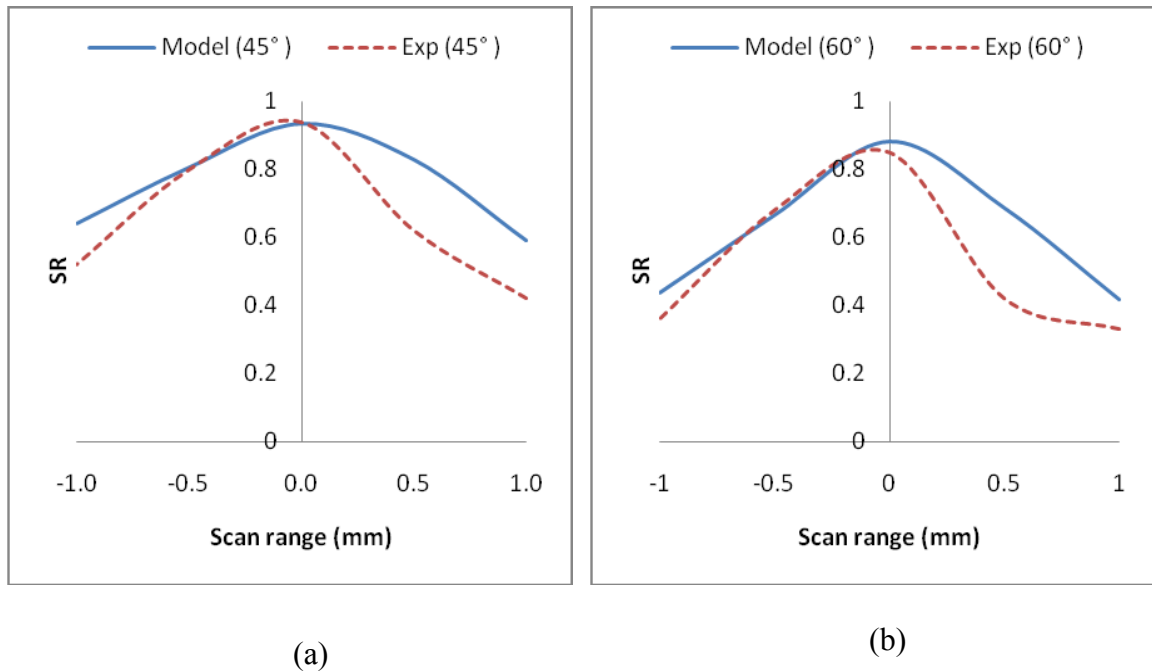 Model (45° ) Exp (45° )
1
0.8
0.6
SR
0.4
0.2
0
-1.0 -0.5 0.0 0.5 1.0
Scan range (mm)
(a)
Model (60° ) Exp (60° )
1
0.8
0.6
SR
0.4
0.2
0
-1 -0.5 0 0.5 1
Scan range (mm)
(b)